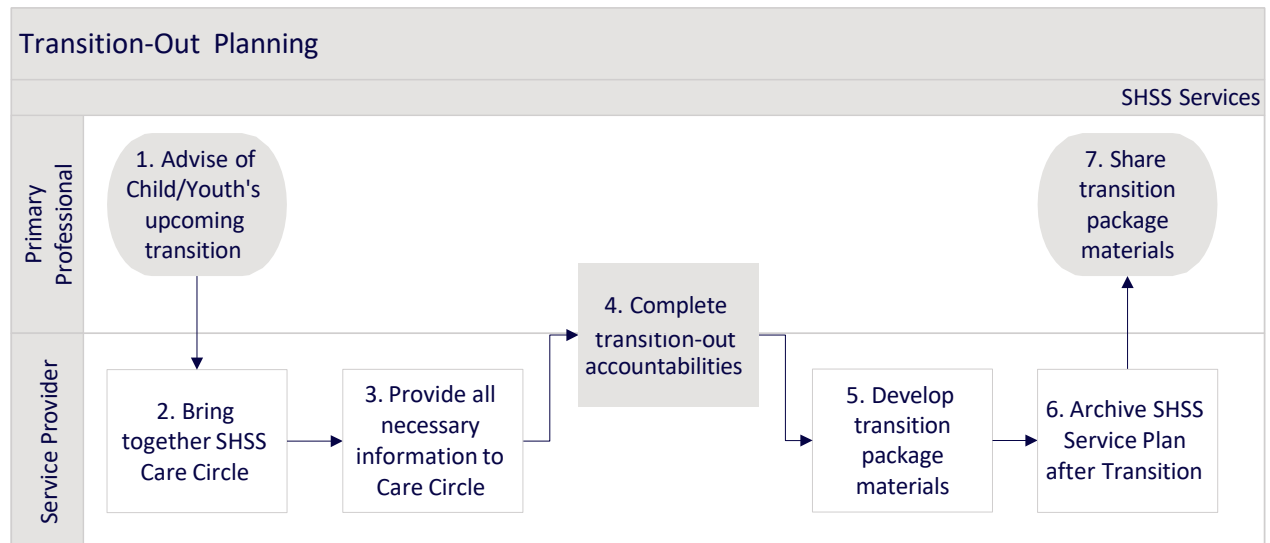 Transition-Out Planning
SHSS Services
Primary
Professional
1. Advise of
Child/Youth's
upcoming
transition
7. Share
transition
package
materials
4. Complete
transition-out
accountabilities
Service Provider
2. Bring
together SHSS
Care Circle
3. Provide all
necessary
information to
Care Circle
5. Develop
transition
package
materials
6. Archive SHSS
Service Plan
after Transition